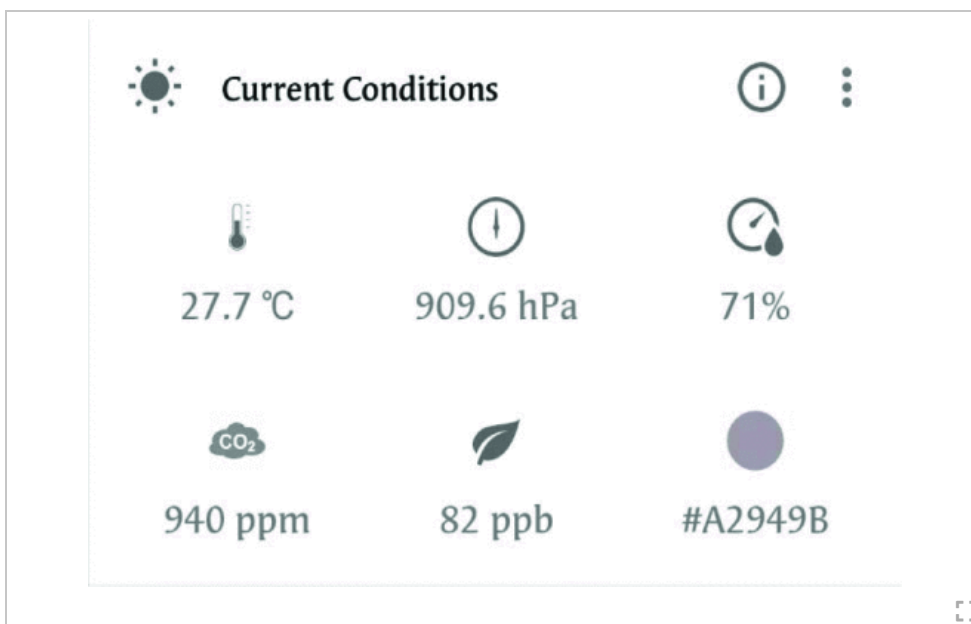 Current Conditions
27.7 ℃
909.6 hPa
71%
CO₂
940 ppm
82 ppb
#A2949B